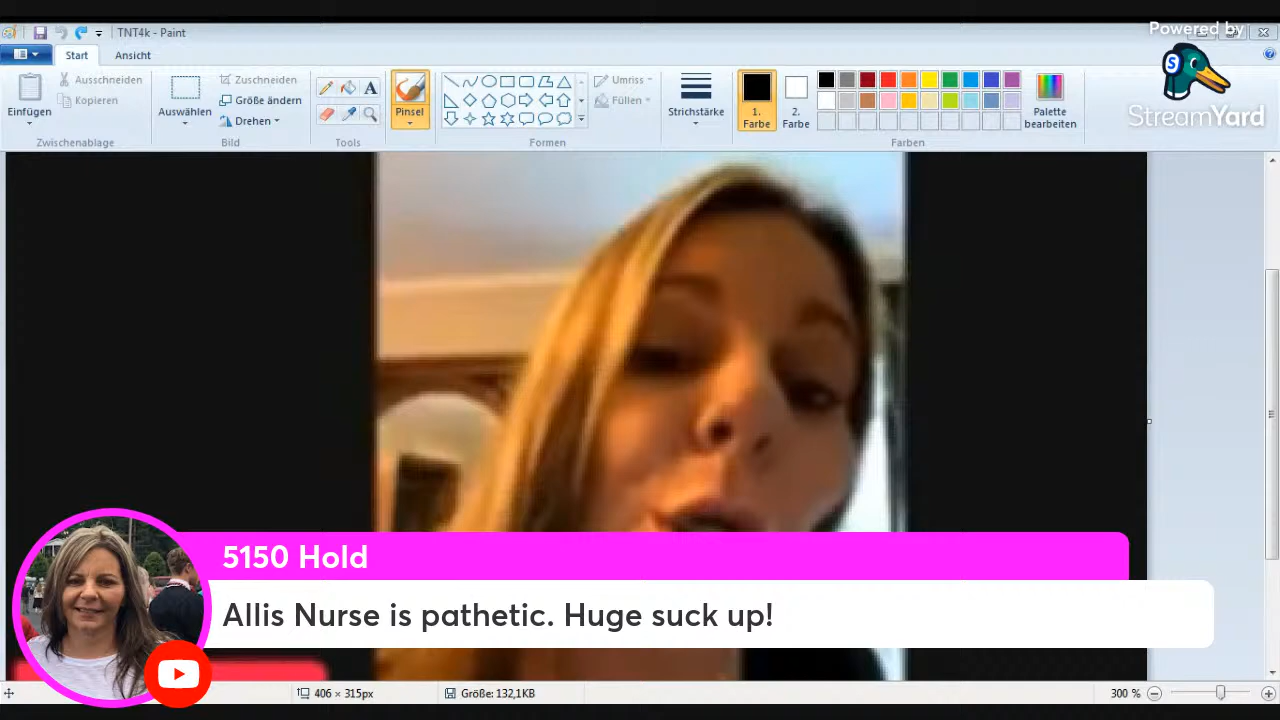 TNT4k - Paint
Powered by
Start
Ansicht
Einfügen
Ausschneiden
Kopieren
Zwischenablage
Auswählen
Zuschneiden
Größe ändern
Drehen
Bild
A
Tools
Pinsel
Umriss
Füllen
Formen
Strichstärke
1.
Farbe
2.
Farbe
Palette
bearbeiten
Farben
S
StreamYard
5150 Hold
Allis Nurse is pathetic. Huge suck up!
406 × 315px
Größe: 132,1KB
300 %